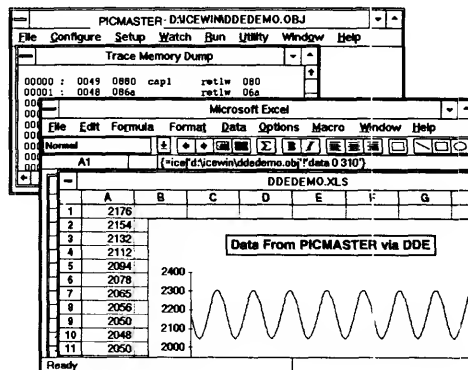 PICMASTER - D:\ICEWIN\DDEDEMO.OBJ
File Configure Setup Watch Run Utility Window Help
Trace Memory Dump
00000 : 0049 0880 cap1 retlw 080
00001 : 0048 086a retlw 06a
Microsoft Excel
File Edit Formula Format Data Options Macro Window Help
Normal Σ B I
A1 {=ice|'d:\icewin\ddedemo.obj'!'data 0 310'}
DDEDEMO.XLS
A B C D E F G
1 2176
2 2154
3 2132
4 2112
5 2094
6 2078
7 2065
8 2056
9 2050
10 2048
11 2050
Data From PICMASTER via DDE
2400
2300
2200
2100
2000
Ready